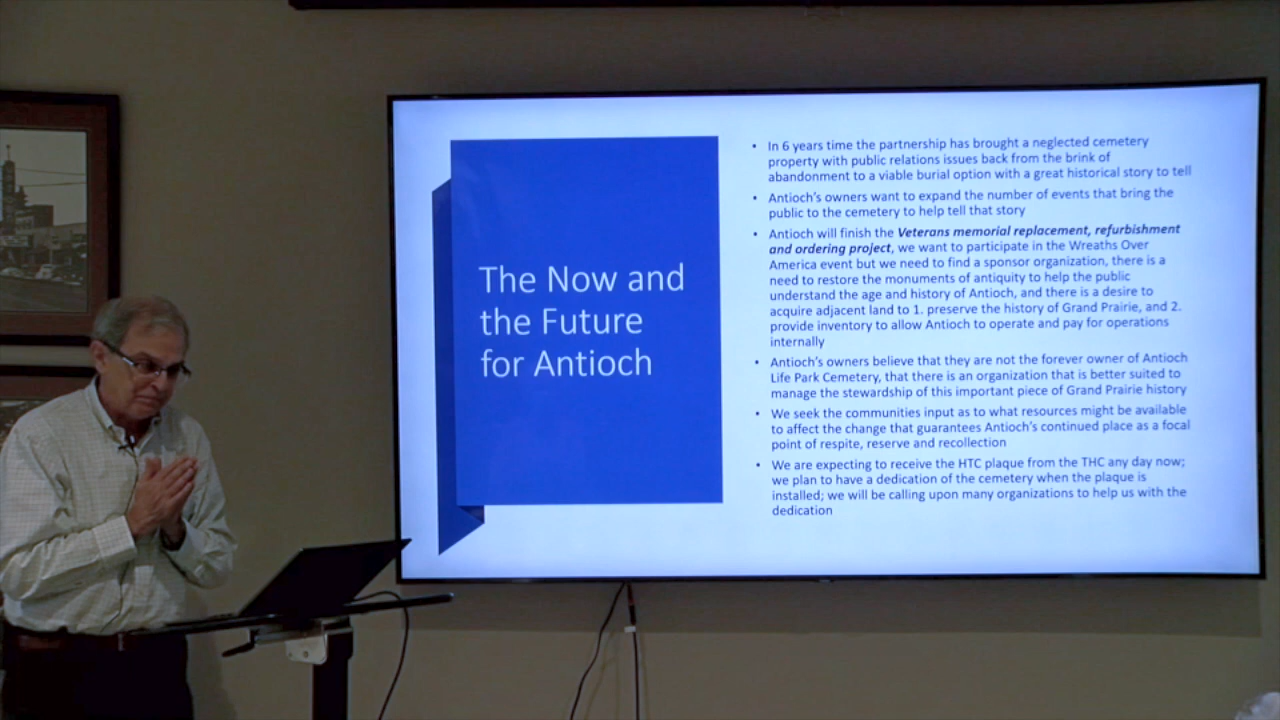 The Now and
the Future
for Antioch
• In 6 years time the partnership has brought a neglected cemetery
property with public relations issues back from the brink of
abandonment to a viable burial option with a great historical story to tell
• Antioch's owners want to expand the number of events that bring the
public to the cemetery to help tell that story
• Antioch will finish the Veterans memorial replacement, refurbishment
and ordering project, we want to participate in the Wreaths Over
America event but we need to find a sponsor organization, there is a
need to restore the monuments of antiquity to help the public
understand the age and history of Antioch, and there is a desire to
acquire adjacent land to 1. preserve the history of Grand Prairie, and 2.
provide inventory to allow Antioch to operate and pay for operations
internally
• Antioch's owners believe that they are not the forever owner of Antioch
Life Park Cemetery, that there is an organization that is better suited to
manage the stewardship of this important piece of Grand Prairie history
• We seek the communities input as to what resources might be available
to affect the change that guarantees Antioch's continued place as a focal
point of respite, reserve and recollection
• We are expecting to receive the HTC plaque from the THC any day now;
we plan to have a dedication of the cemetery when the plaque is
installed; we will be calling upon many organizations to help us with the
dedication